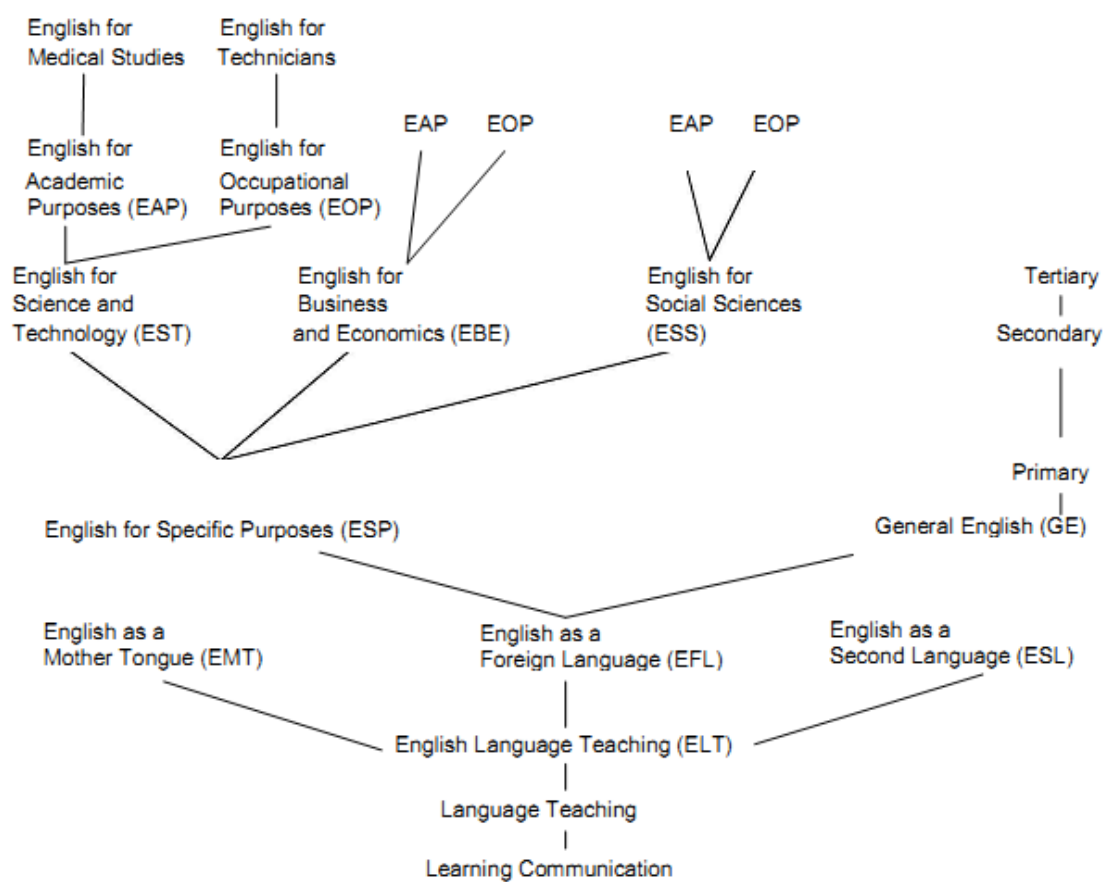 English for
Medical Studies
English for
Technicians
EAP
EOP
EAP
EOP
English for
Academic
Purposes (EAP)
English for
Occupational
Purposes (EOP)
English for
Science and
Technology (EST)
English for
Business
and Economics (EBE)
English for
Social Sciences
(ESS)
Tertiary
Secondary
Primary
English for Specific Purposes (ESP)
General English (GE)
English as a
Mother Tongue (EMT)
English as a
Foreign Language (EFL)
English as a
Second Language (ESL)
English Language Teaching (ELT)
Language Teaching
Learning Communication